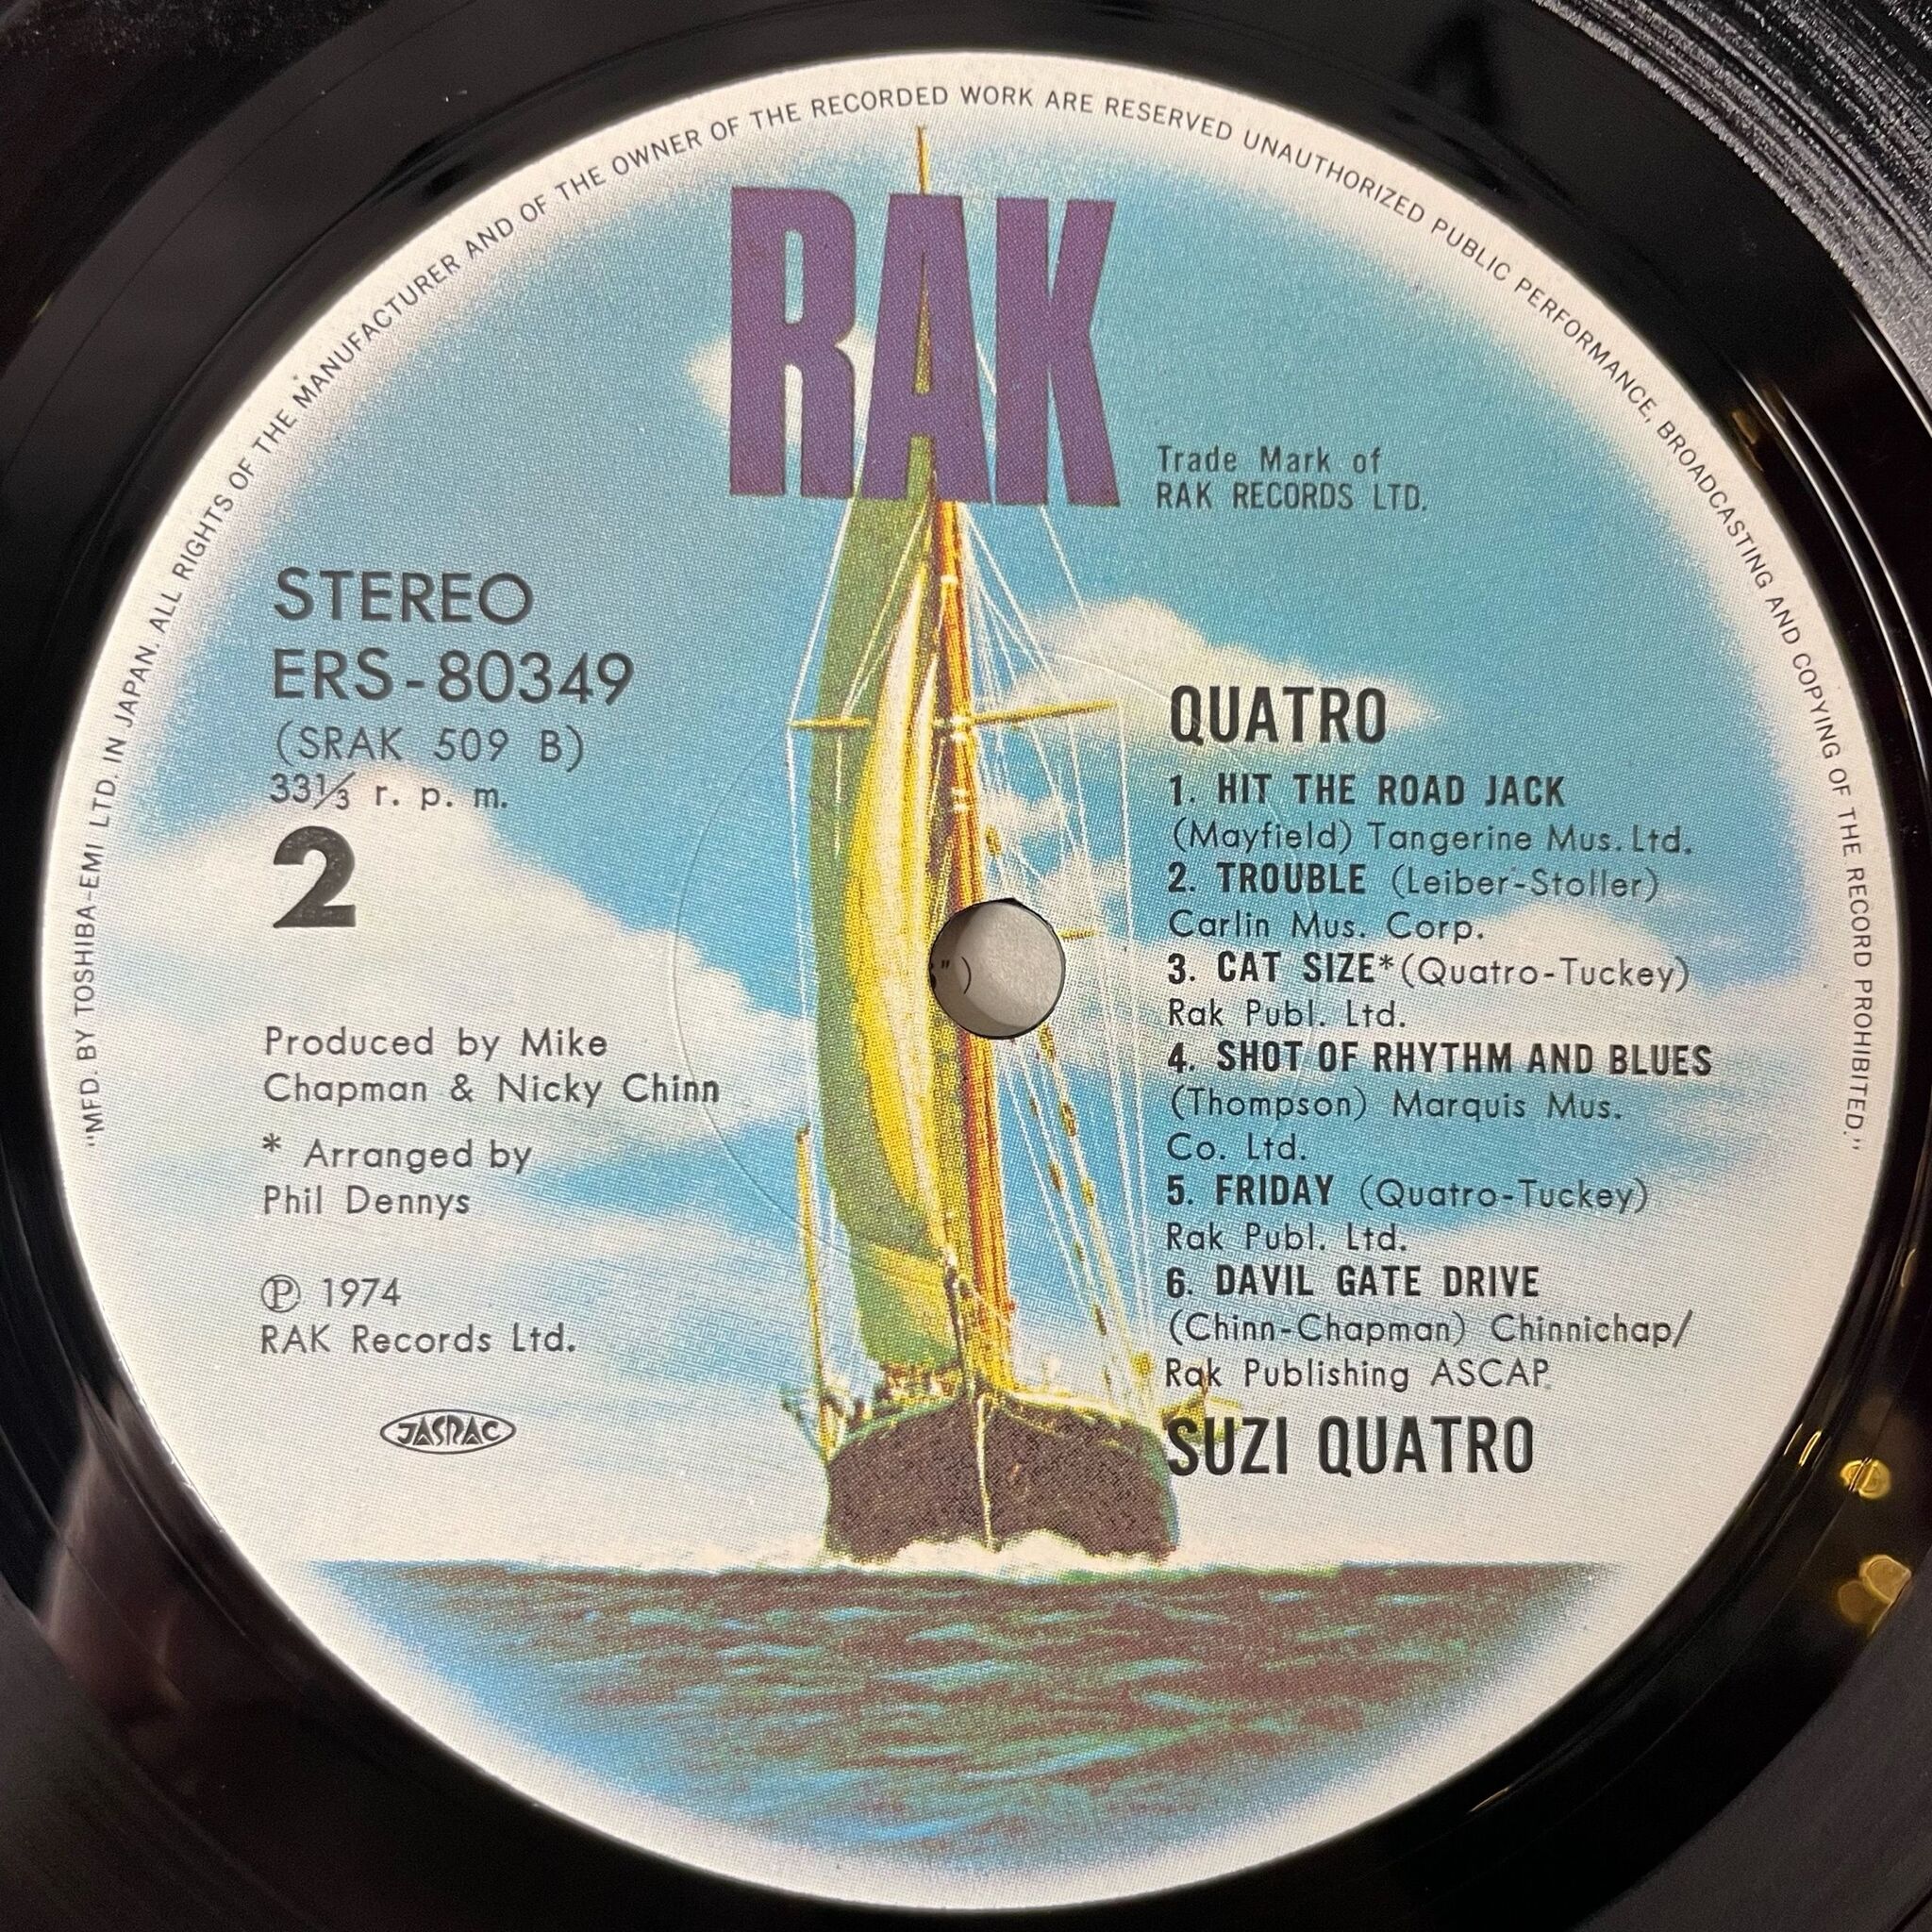 "MFD. BY TOSHIBA-EMI LTD. IN JAPAN. ALL RIGHTS OF THE MANUFACTURER AND OF THE OWNER OF THE RECORDED WORK ARE RESERVED UNAUTHORIZED PUBLIC PERFORMANCE, BROADCASTING AND COPYING OF THE RECORD PROHIBITED."
RAK
Trade Mark of
RAK RECORDS LTD.
STEREO
ERS-80349
(SRAK 509 B)
33⅓ r. p. m.
2
Produced by Mike
Chapman & Nicky Chinn
* Arranged by
Phil Dennys
℗ 1974
RAK Records Ltd.
JASRAC
QUATRO
1. HIT THE ROAD JACK
(Mayfield) Tangerine Mus. Ltd.
2. TROUBLE (Leiber-Stoller)
Carlin Mus. Corp.
3. CAT SIZE*(Quatro-Tuckey)
Rak Publ. Ltd.
4. SHOT OF RHYTHM AND BLUES
(Thompson) Marquis Mus.
Co. Ltd.
5. FRIDAY (Quatro-Tuckey)
Rak Publ. Ltd.
6. DAVIL GATE DRIVE
(Chinn-Chapman) Chinnichap/
Rak Publishing ASCAP.
SUZI QUATRO